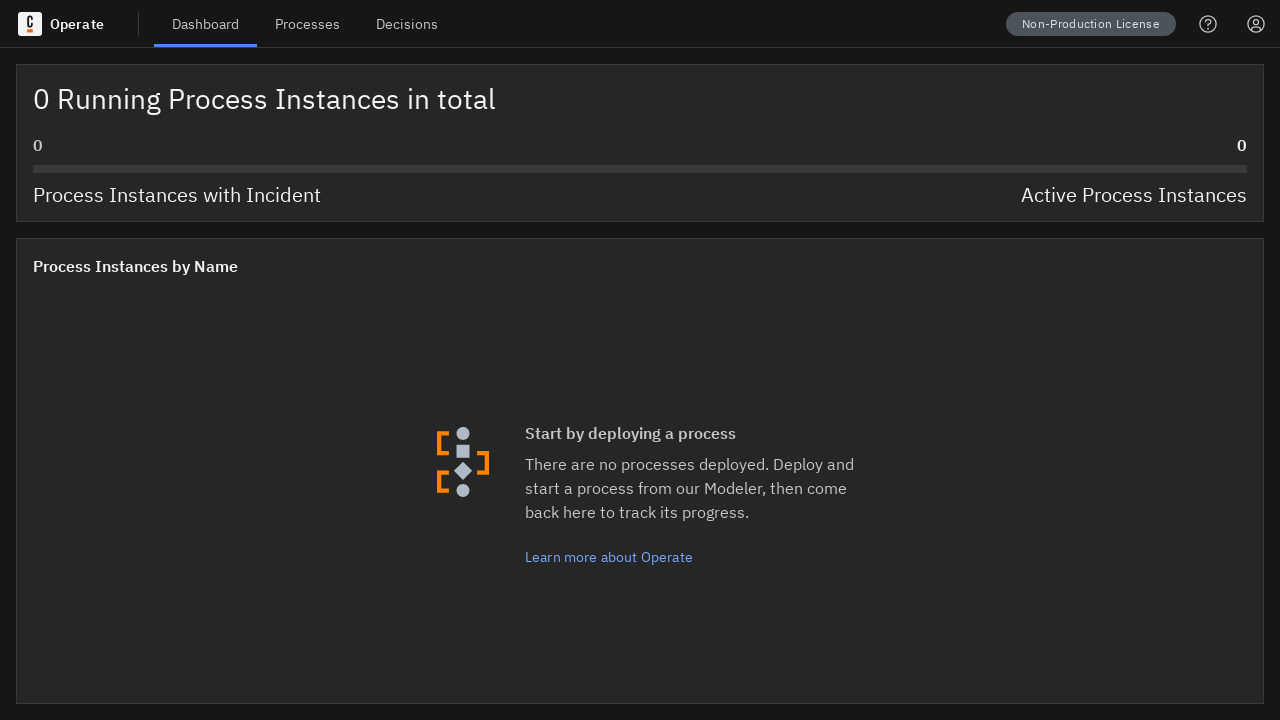 Operate
Dashboard
Processes
Decisions
Non-Production License
0 Running Process Instances in total
0
0
Process Instances with Incident
Active Process Instances
Process Instances by Name
Start by deploying a process
There are no processes deployed. Deploy and
start a process from our Modeler, then come
back here to track its progress.
Learn more about Operate